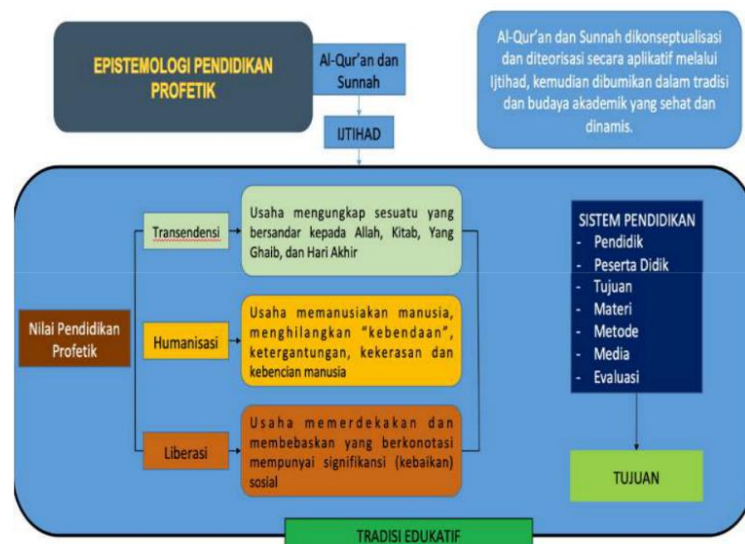 EPISTEMOLOGI PENDIDIKAN
PROFETIK
Al-Qur'an dan
Sunnah
IJTIHAD
Al-Qur'an dan Sunnah dikonseptualisasi
dan diteorisasi secara aplikatif melalui
Ijtihad, kemudian dibumikan dalam tradisi
dan budaya akademik yang sehat dan
dinamis.
Nilai Pendidikan
Profetik
Transendensi
Usaha mengungkap sesuatu yang
bersandar kepada Allah, Kitab, Yang
Ghaib, dan Hari Akhir
Humanisasi
Usaha memanusiakan manusia,
menghilangkan “kebendaan”,
ketergantungan, kekerasan dan
kebencian manusia
Liberasi
Usaha memerdekakan dan
membebaskan yang berkonotasi
mempunyai signifikansi (kebaikan)
sosial
SISTEM PENDIDIKAN
- Pendidik
- Peserta Didik
- Tujuan
- Materi
- Metode
- Media
- Evaluasi
TUJUAN
TRADISI EDUKATIF